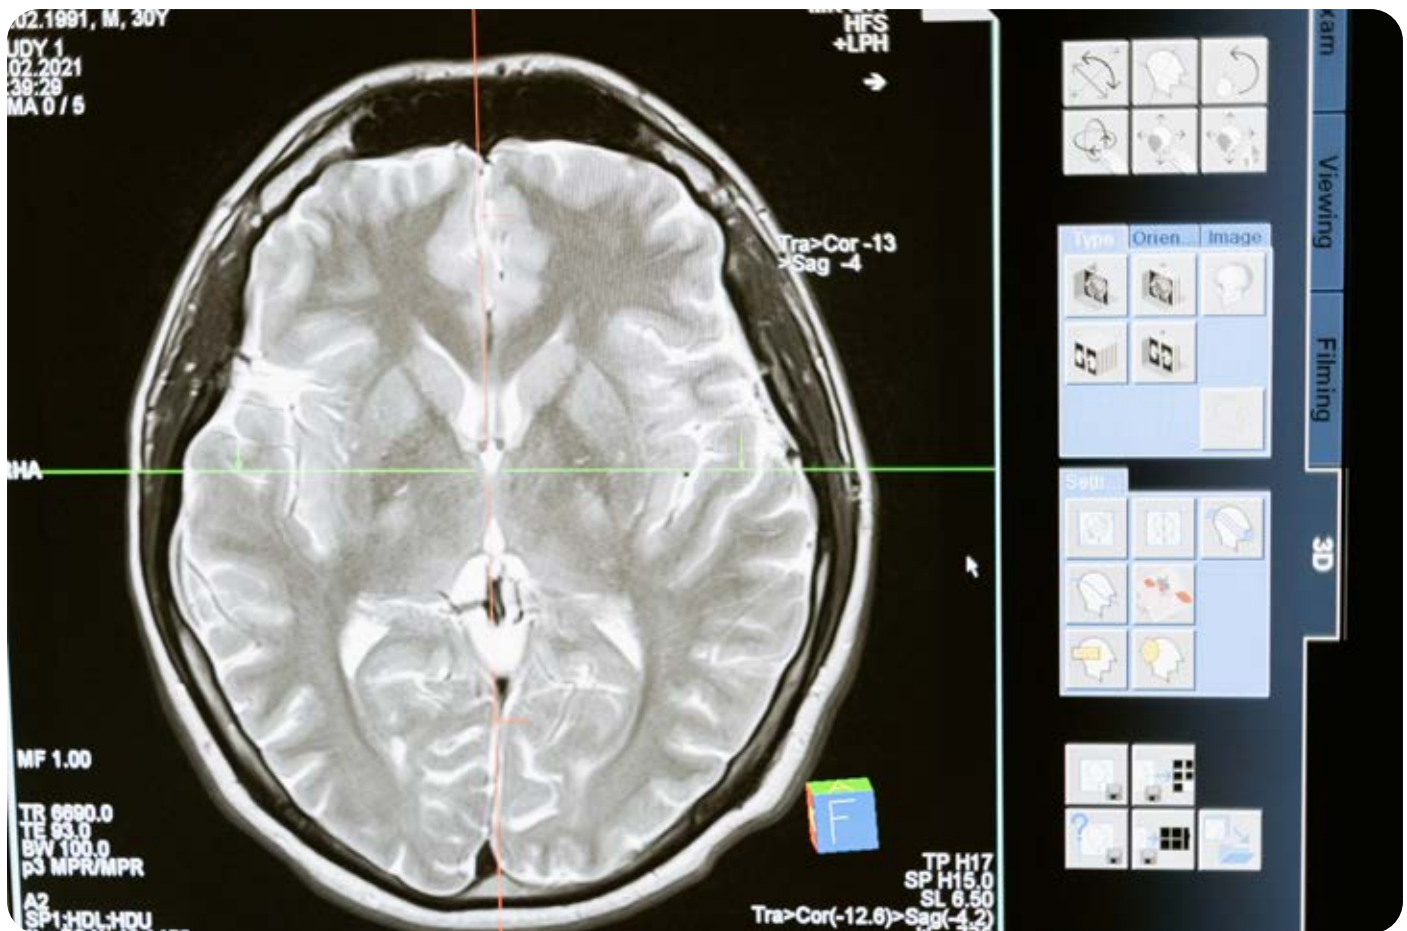 .02.1991, M, 30Y
UDY 1
.02.2021
:39:29
MA 0 / 5
HFS
+LPH
Tra>Cor -13
>Sag -4
RHA
MF 1.00
TR 6690.0
TE 93.0
BW 100.0
p3 MPR/MPR
A2
SP1;HDL;HDU
F
TP H17
SP H15.0
SL 6.50
Tra>Cor(-12.6)>Sag(-4.2)
Type
Orien...
Image
Setti...
xam
Viewing
Filming
3D